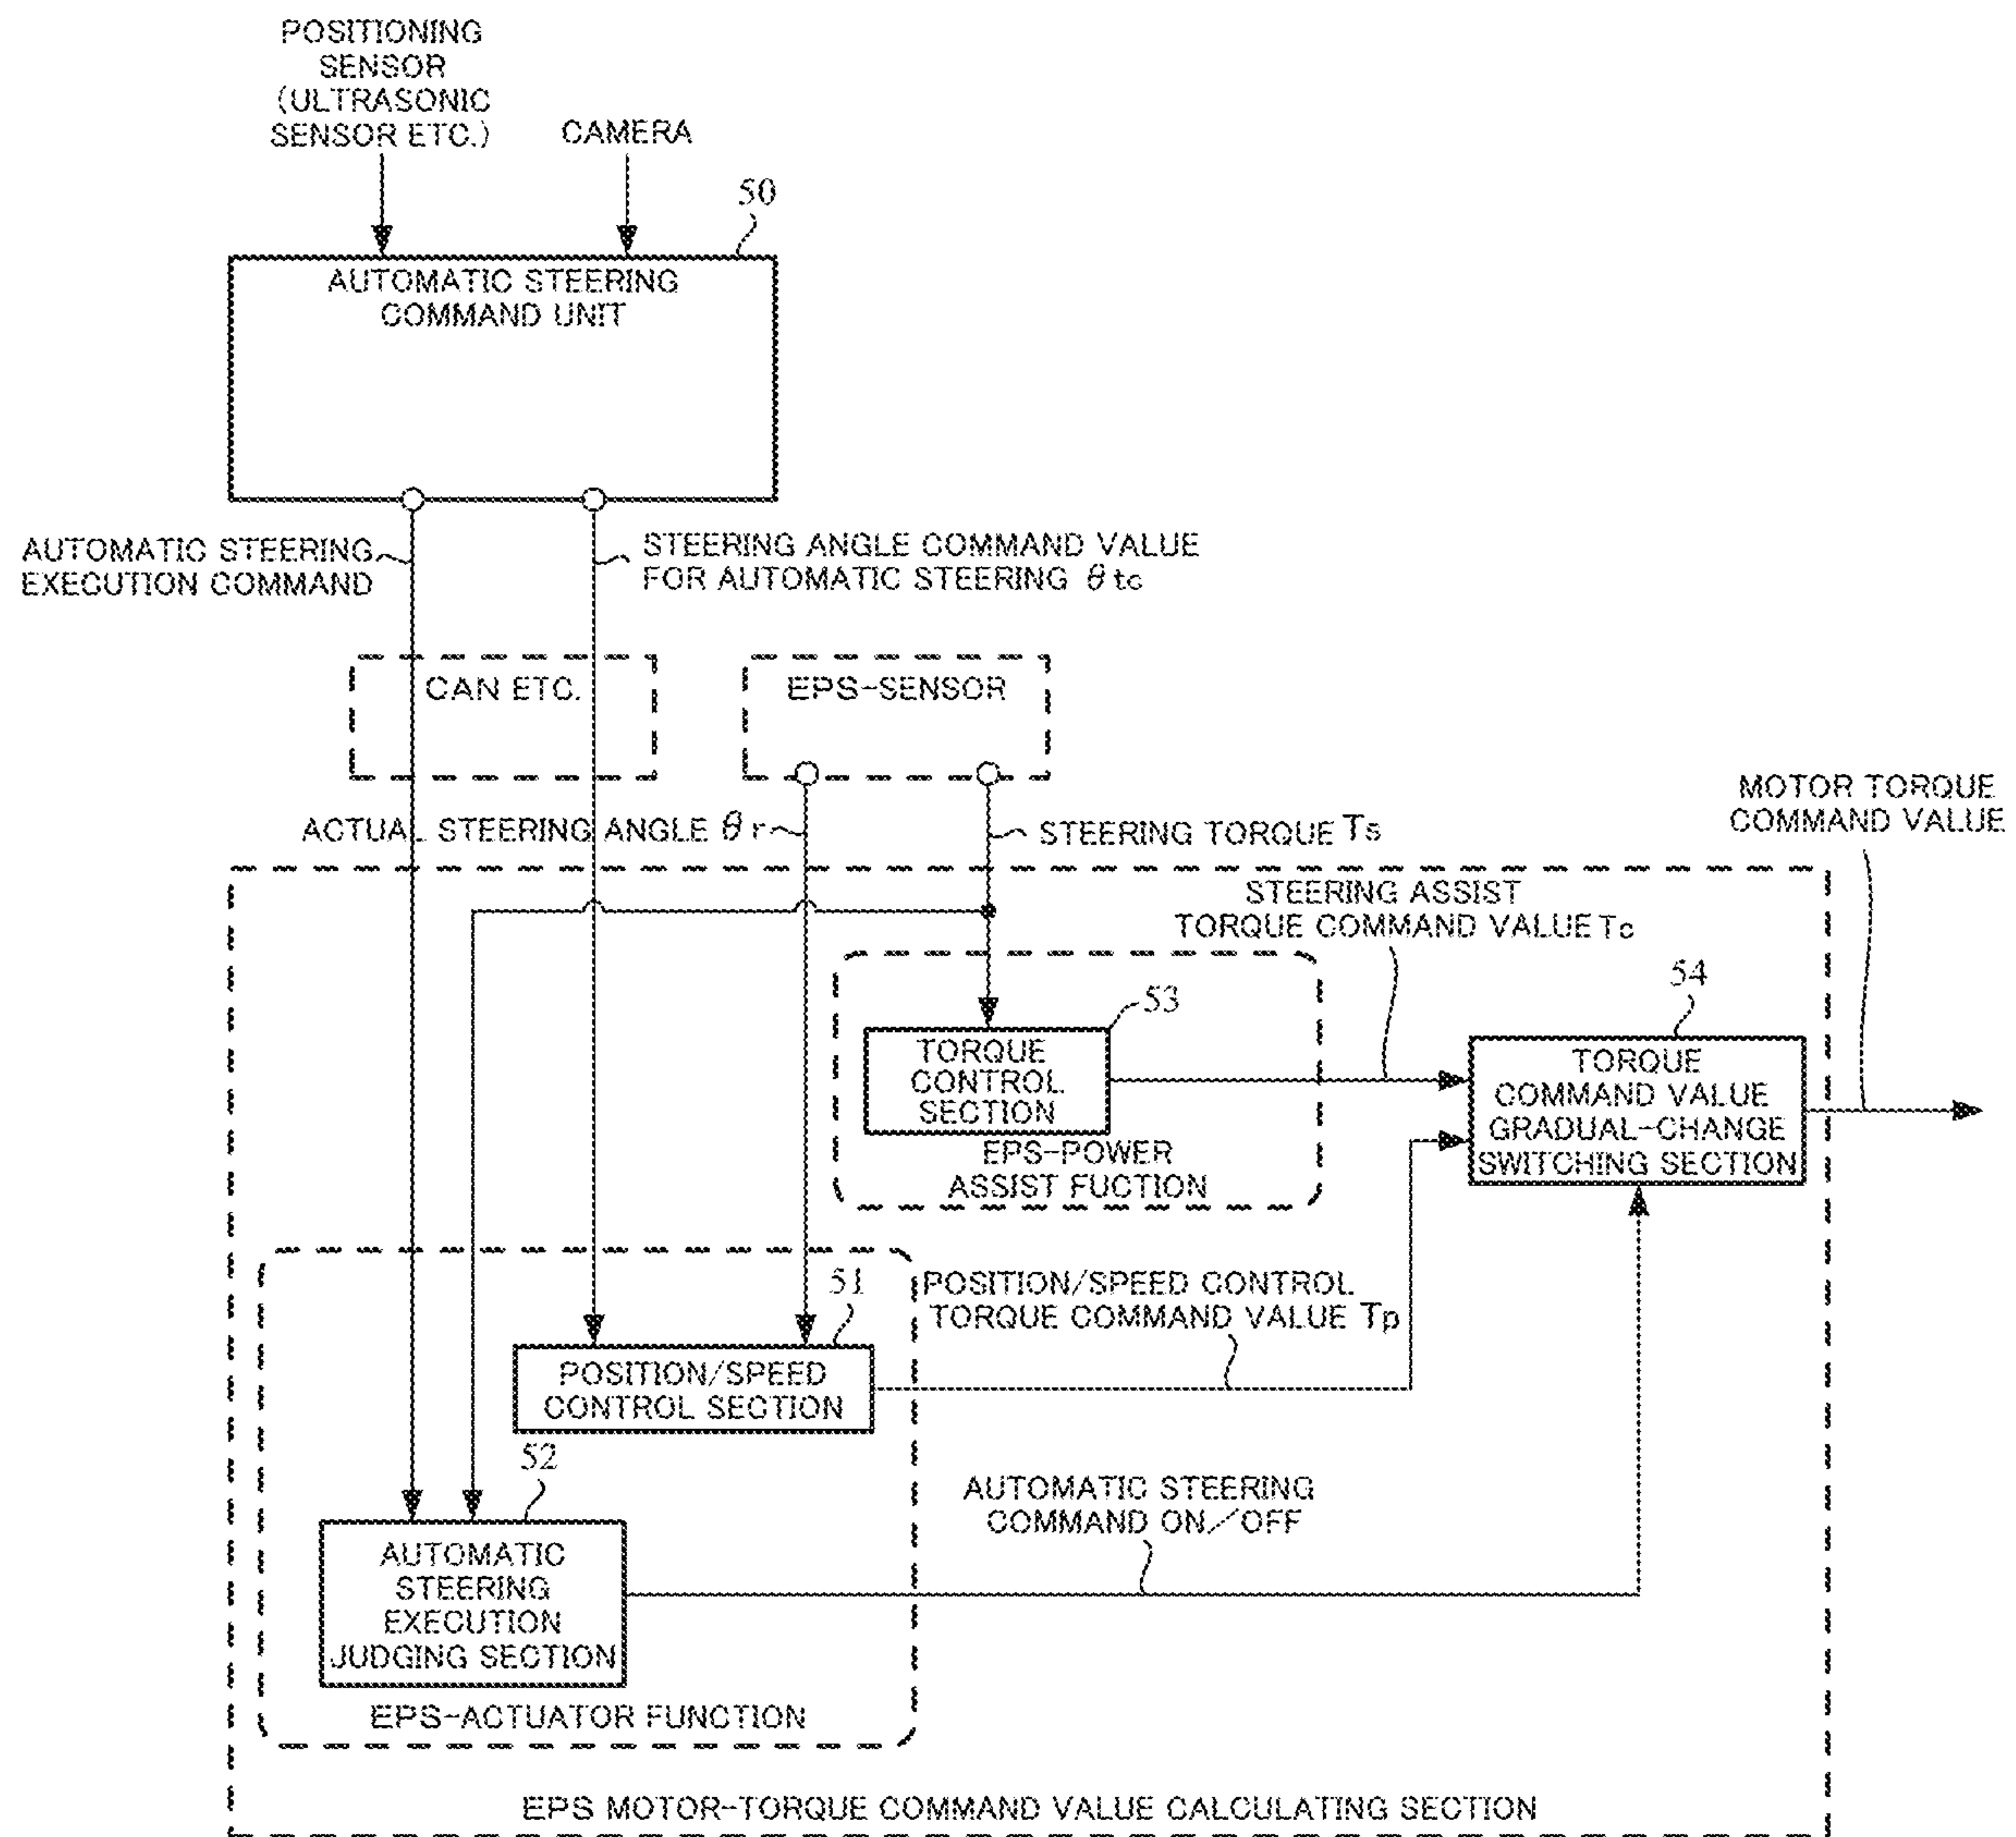 POSITIONING
SENSOR
(ULTRASONIC
SENSOR ETC.)
CAMERA
50
AUTOMATIC STEERING
COMMAND UNIT
AUTOMATIC STEERING
EXECUTION COMMAND
STEERING ANGLE COMMAND VALUE
FOR AUTOMATIC STEERING θtc
CAN ETC.
EPS-SENSOR
ACTUAL STEERING ANGLE θr
STEERING TORQUE Ts
MOTOR TORQUE
COMMAND VALUE
STEERING ASSIST
TORQUE COMMAND VALUE Tc
53
TORQUE
CONTROL
SECTION
EPS-POWER
ASSIST FUCTION
54
TORQUE
COMMAND VALUE
GRADUAL-CHANGE
SWITCHING SECTION
51
POSITION/SPEED
CONTROL SECTION
POSITION/SPEED CONTROL
TORQUE COMMAND VALUE Tp
52
AUTOMATIC
STEERING
EXECUTION
JUDGING SECTION
AUTOMATIC STEERING
COMMAND ON/OFF
EPS-ACTUATOR FUNCTION
EPS MOTOR-TORQUE COMMAND VALUE CALCULATING SECTION